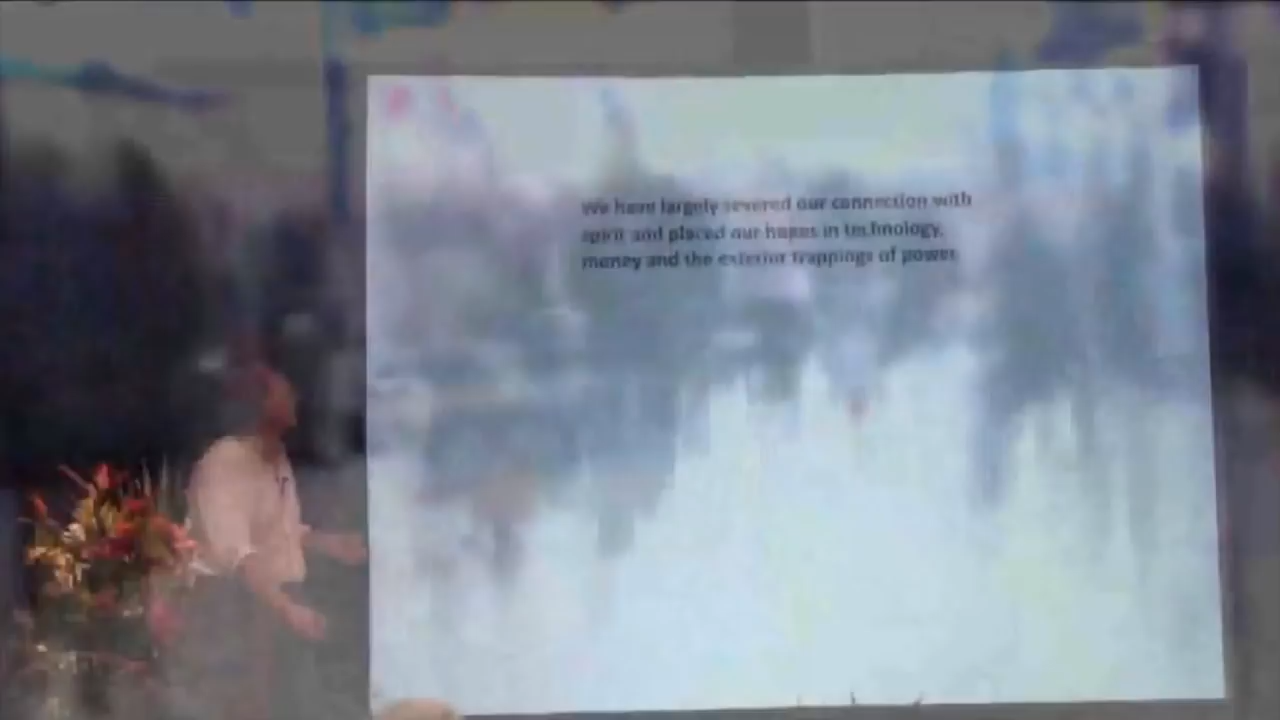 We have largely severed our connection with
spirit and placed our hopes in technology,
money and the exterior trappings of power